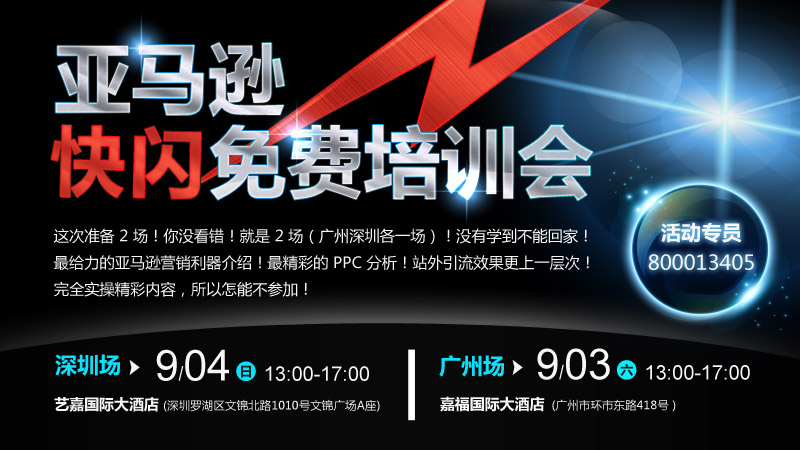 亚马逊
快闪免费培训会
这次准备 2 场！你没看错！就是 2 场（广州深圳各一场）！没有学到不能回家！
最给力的亚马逊营销利器介绍！最精彩的 PPC 分析！站外引流效果更上一层次！
完全实操精彩内容，所以怎能不参加！
活动专员
800013405
深圳场 9/04 日 13:00-17:00
艺嘉国际大酒店 (深圳罗湖区文锦北路1010号文锦广场A座)
广州场 9/03 六 13:00-17:00
嘉福国际大酒店 (广州市环市东路418号 )